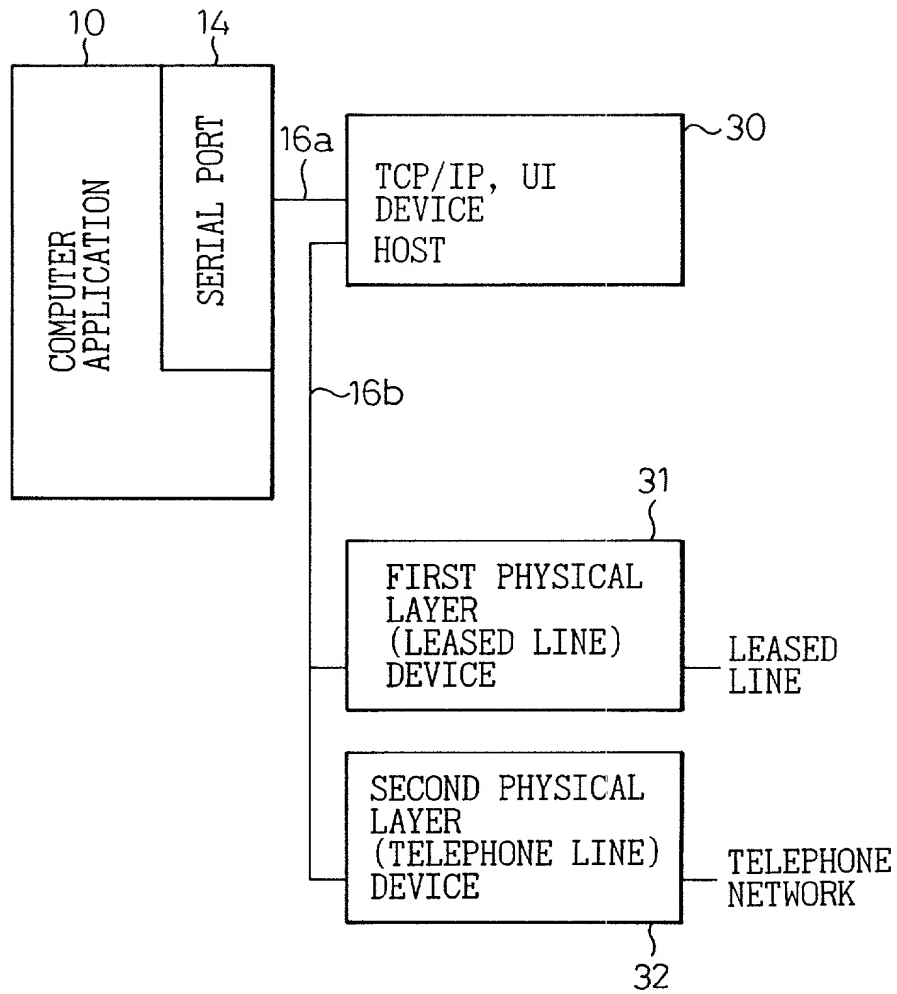 10
14
COMPUTER
APPLICATION
SERIAL PORT
16a
30
TCP/IP, UI
DEVICE
HOST
16b
31
FIRST PHYSICAL
LAYER
(LEASED LINE)
DEVICE
LEASED
LINE
SECOND PHYSICAL
LAYER
(TELEPHONE LINE)
DEVICE
TELEPHONE
NETWORK
32